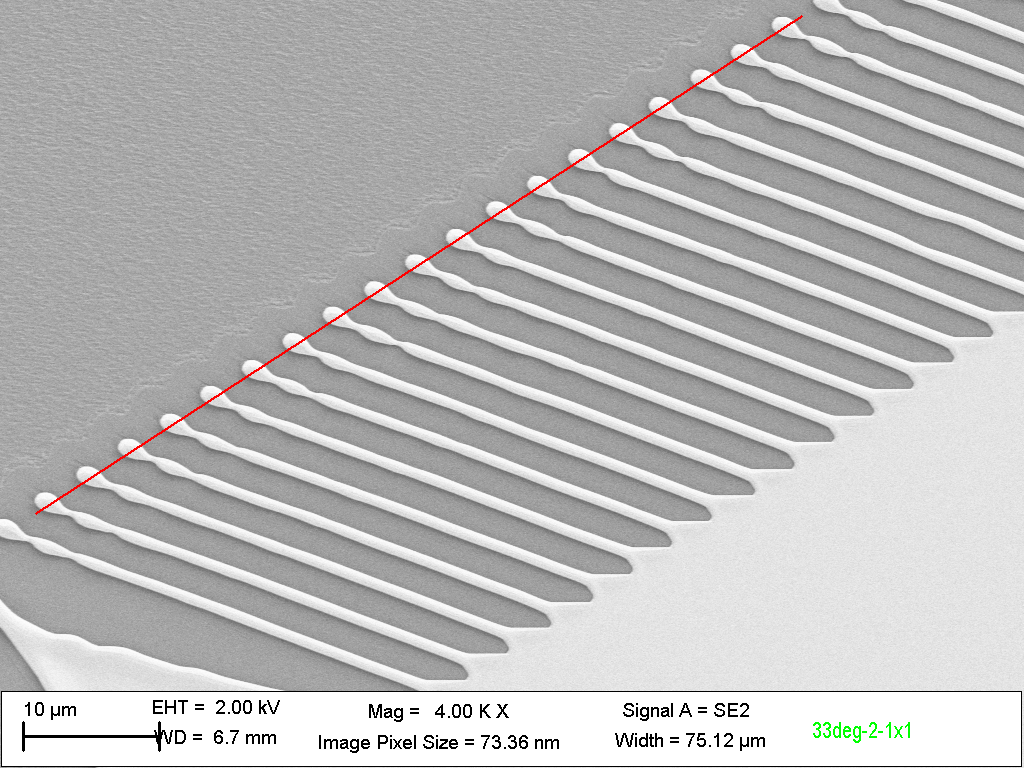 10 µm
EHT = 2.00 kV
WD = 6.7 mm
Mag = 4.00 K X
Image Pixel Size = 73.36 nm
Signal A = SE2
Width = 75.12 µm
33deg-2-1x1